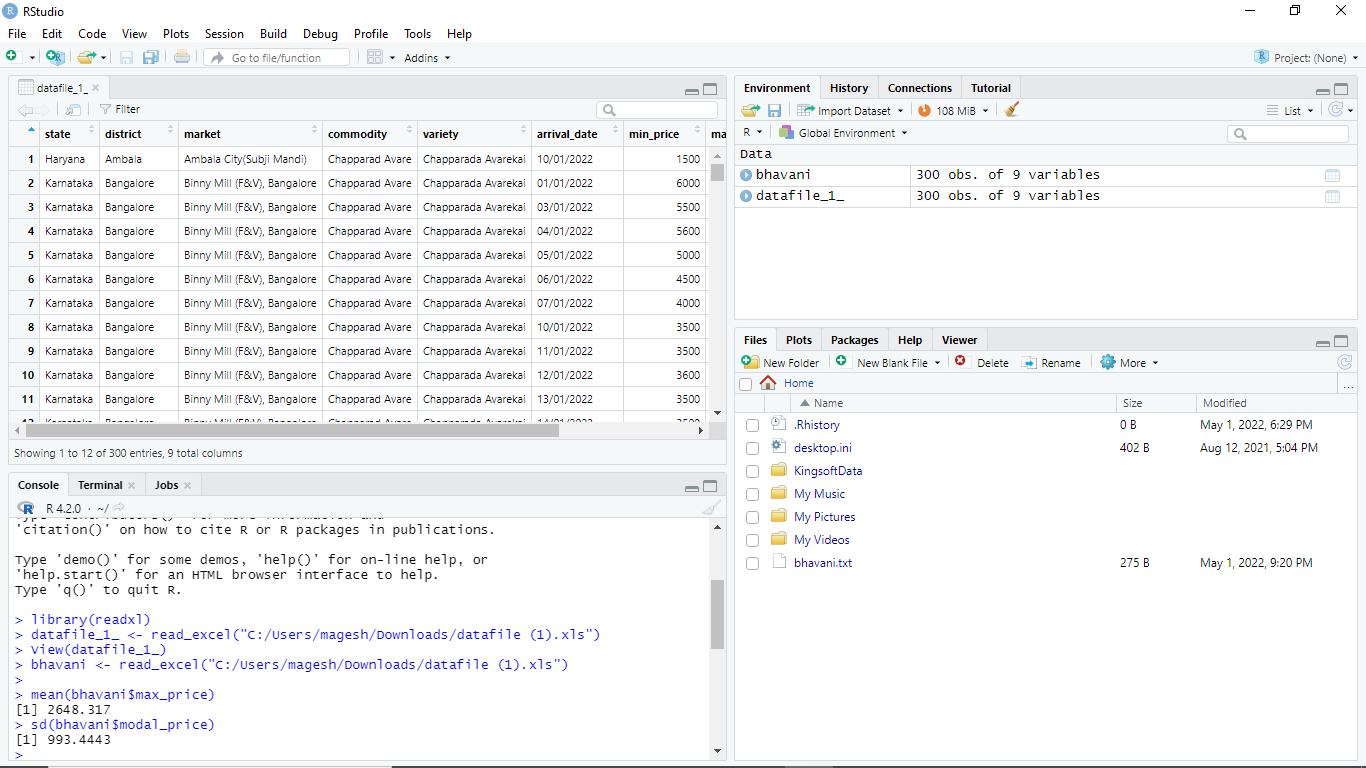 RStudio
File Edit Code View Plots Session Build Debug Profile Tools Help
Go to file/function Addins Project: (None)
datafile_1_
Filter
state district market commodity variety arrival_date min_price ma
1 Haryana Ambala Ambala City(Subji Mandi) Chapparad Avare Chapparada Avarekai 10/01/2022 1500
2 Karnataka Bangalore Binny Mill (F&V), Bangalore Chapparad Avare Chapparada Avarekai 01/01/2022 6000
3 Karnataka Bangalore Binny Mill (F&V), Bangalore Chapparad Avare Chapparada Avarekai 03/01/2022 5500
4 Karnataka Bangalore Binny Mill (F&V), Bangalore Chapparad Avare Chapparada Avarekai 04/01/2022 5600
5 Karnataka Bangalore Binny Mill (F&V), Bangalore Chapparad Avare Chapparada Avarekai 05/01/2022 5000
6 Karnataka Bangalore Binny Mill (F&V), Bangalore Chapparad Avare Chapparada Avarekai 06/01/2022 4500
7 Karnataka Bangalore Binny Mill (F&V), Bangalore Chapparad Avare Chapparada Avarekai 07/01/2022 4000
8 Karnataka Bangalore Binny Mill (F&V), Bangalore Chapparad Avare Chapparada Avarekai 10/01/2022 3500
9 Karnataka Bangalore Binny Mill (F&V), Bangalore Chapparad Avare Chapparada Avarekai 11/01/2022 3500
10 Karnataka Bangalore Binny Mill (F&V), Bangalore Chapparad Avare Chapparada Avarekai 12/01/2022 3600
11 Karnataka Bangalore Binny Mill (F&V), Bangalore Chapparad Avare Chapparada Avarekai 13/01/2022 3500
Showing 1 to 12 of 300 entries, 9 total columns
Console Terminal Jobs
R 4.2.0 · ~/
'citation()' on how to cite R or R packages in publications.
Type 'demo()' for some demos, 'help()' for on-line help, or
'help.start()' for an HTML browser interface to help.
Type 'q()' to quit R.
> library(readxl)
> datafile_1_ <- read_excel("C:/Users/magesh/Downloads/datafile (1).xls")
> View(datafile_1_)
> bhavani <- read_excel("C:/Users/magesh/Downloads/datafile (1).xls")
>
> mean(bhavani$max_price)
[1] 2648.317
> sd(bhavani$modal_price)
[1] 993.4443
>
Environment History Connections Tutorial
Import Dataset 108 MiB List
R Global Environment
Data
bhavani 300 obs. of 9 variables
datafile_1_ 300 obs. of 9 variables
Files Plots Packages Help Viewer
New Folder New Blank File Delete Rename More
Home ...
Name Size Modified
.Rhistory 0 B May 1, 2022, 6:29 PM
desktop.ini 402 B Aug 12, 2021, 5:04 PM
KingsoftData
My Music
My Pictures
My Videos
bhavani.txt 275 B May 1, 2022, 9:20 PM